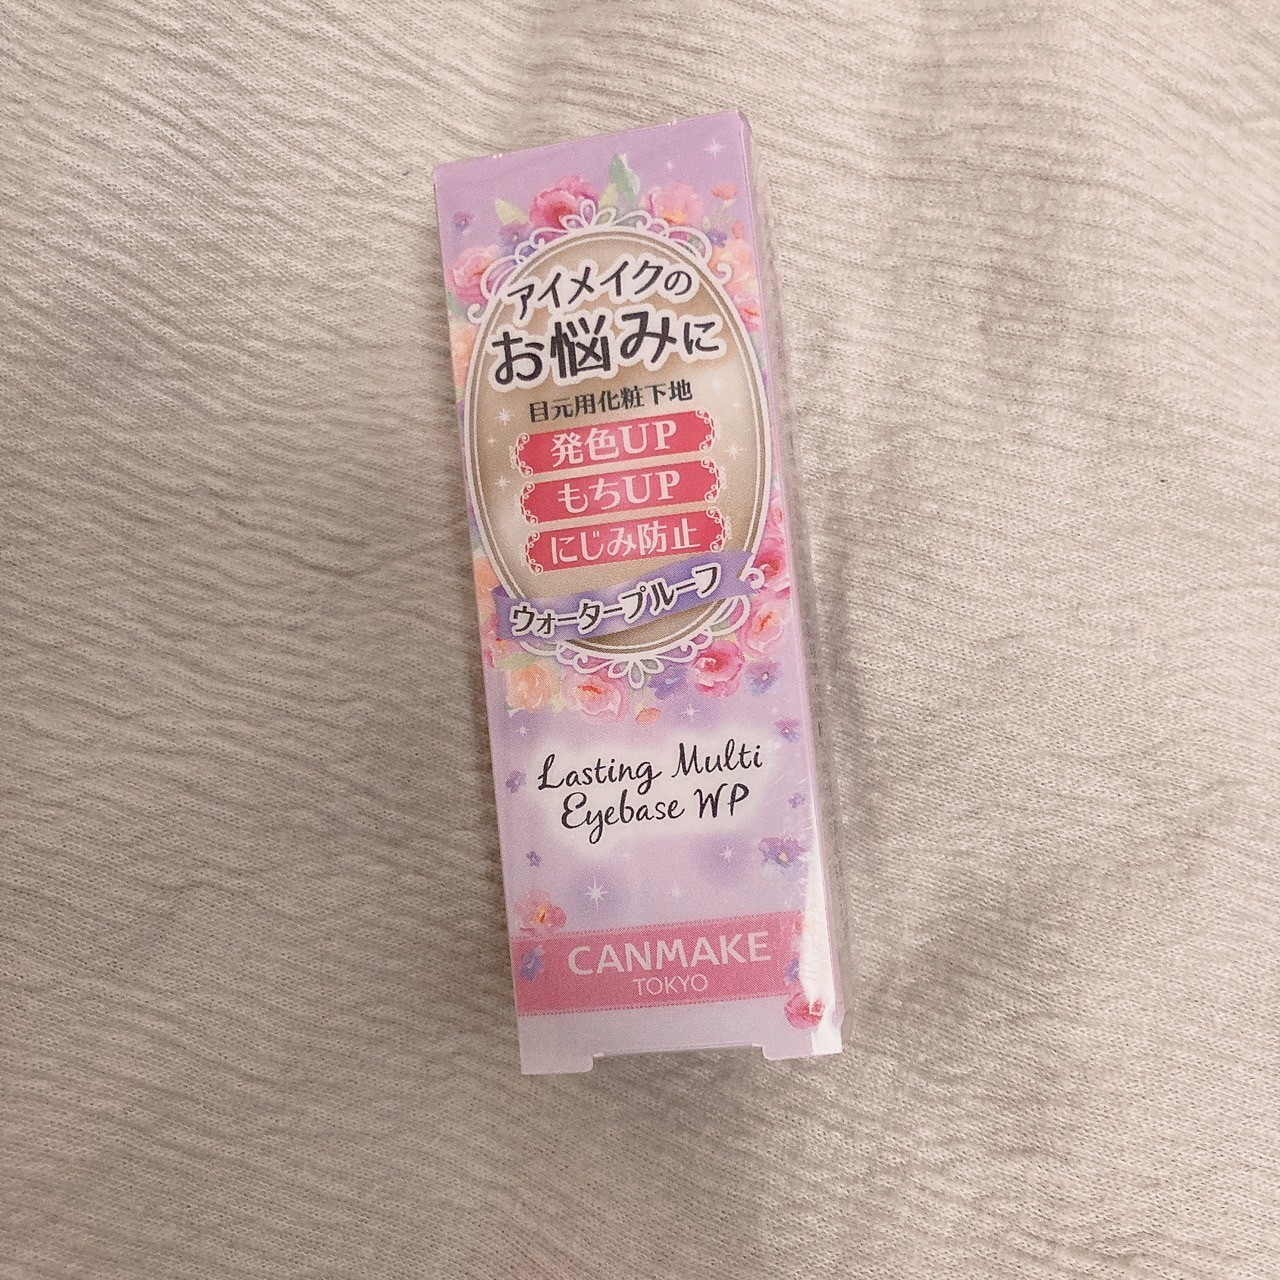 アイメイクの
お悩みに
目元用化粧下地
発色UP
もちUP
にじみ防止
ウォータープルーフ
Lasting Multi
Eyebase WP
CANMAKE
TOKYO